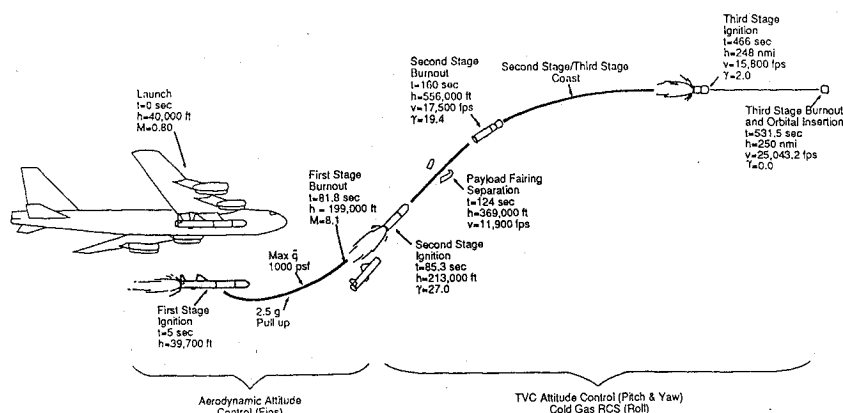 Launch
t=0 sec
h=40,000 ft
M=0.80
First Stage
Ignition
t=5 sec
h=39,700 ft
2.5 g
Pull up
Max q̄
1000 psf
First Stage
Burnout
t=81.8 sec
h = 199,000 ft
M=8.1
Second Stage
Ignition
t=85.3 sec
h=213,000 ft
γ=27.0
Payload Fairing
Separation
t=124 sec
h=369,000 ft
v=11,900 fps
Second Stage
Burnout
t=160 sec
h=556,000 ft
v=17,500 fps
γ=19.4
Second Stage/Third Stage
Coast
Third Stage
Ignition
t=466 sec
h=248 nmi
v=15,800 fps
γ=2.0
Third Stage Burnout
and Orbital Insertion
t=531.5 sec
h=250 nmi
v=25,043.2 fps
γ=0.0
Aerodynamic Attitude
Control (Fins)
TVC Attitude Control (Pitch & Yaw)
Cold Gas RCS (Roll)